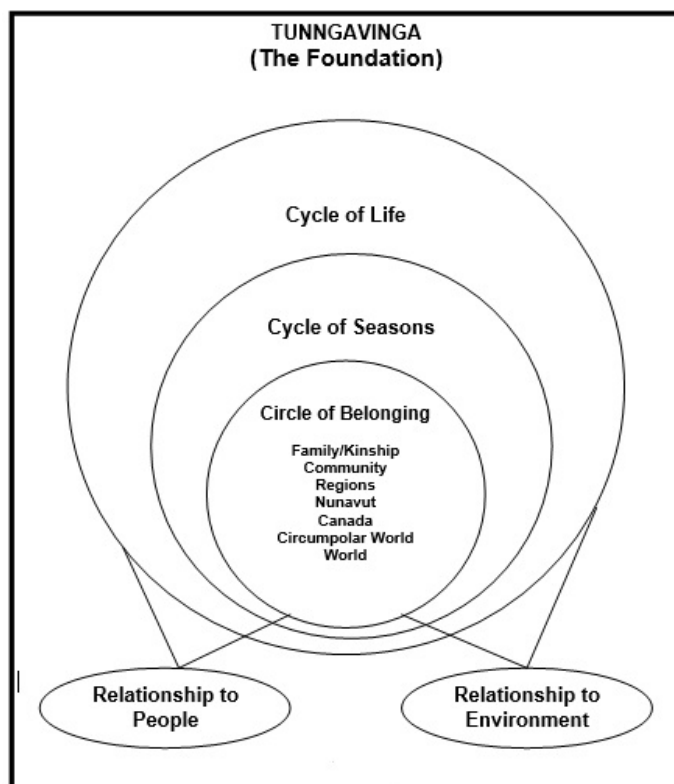 TUNNGAVINGA
(The Foundation)
Cycle of Life
Cycle of Seasons
Circle of Belonging
Family/Kinship
Community
Regions
Nunavut
Canada
Circumpolar World
World
Relationship to
People
Relationship to
Environment